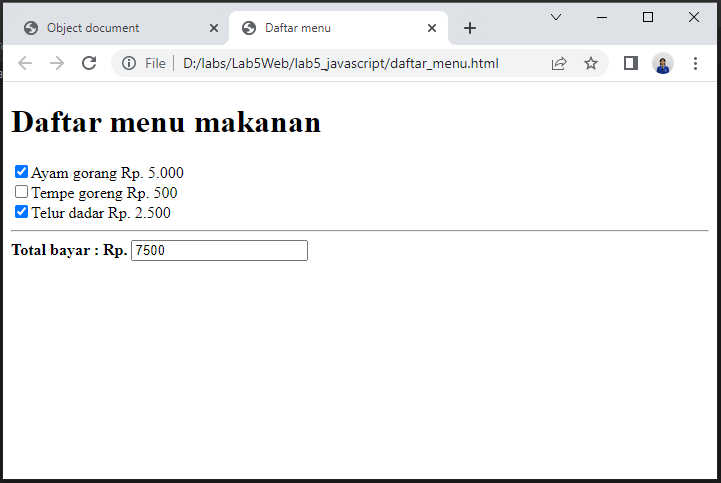 Object document
Daftar menu
File
D:/labs/Lab5Web/lab5_javascript/daftar_menu.html
Daftar menu makanan
Ayam gorang Rp. 5.000
Tempe goreng Rp. 500
Telur dadar Rp. 2.500
Total bayar : Rp. 7500